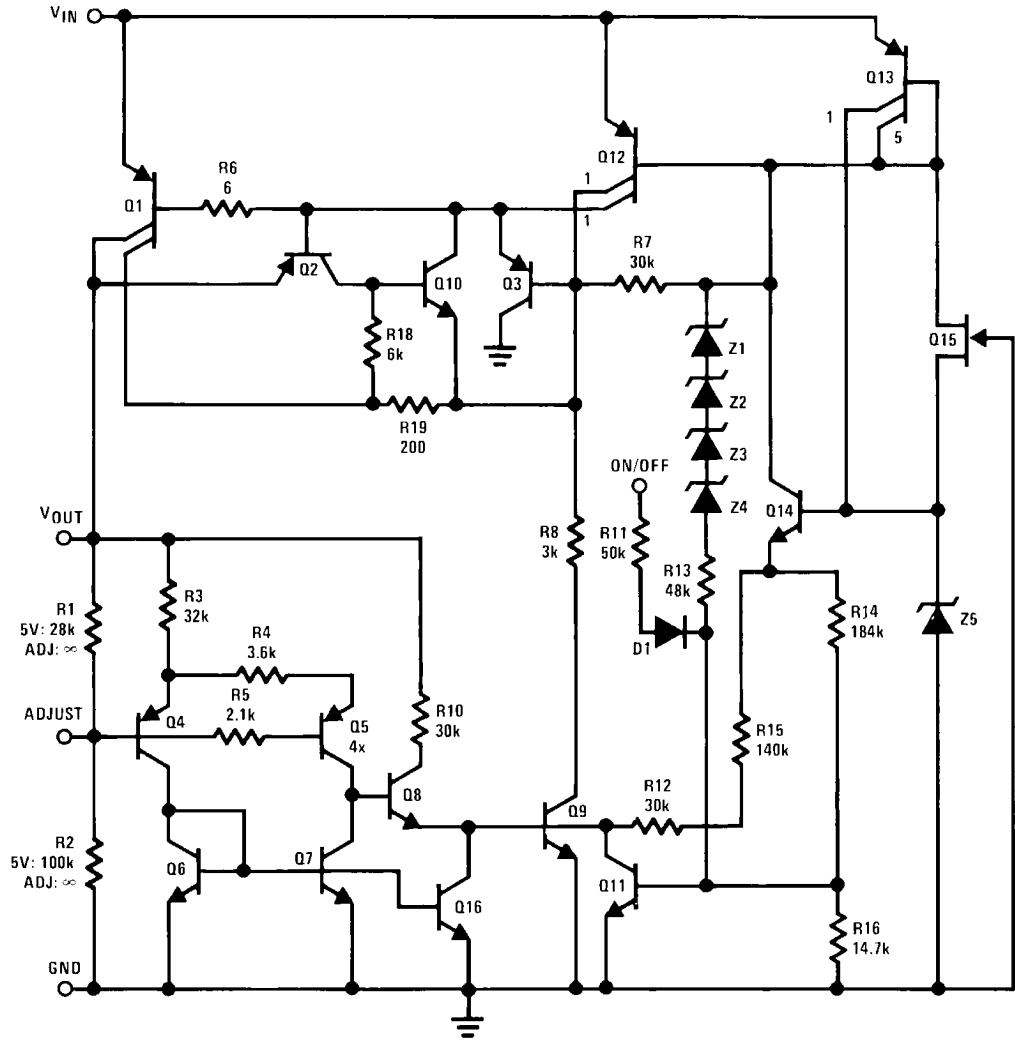 VIN
Q13
1
5
Q12
1
1
R6
6
Q1
Q2
Q10
Q3
R7
30k
R18
6k
R19
200
Z1
Z2
Z3
Z4
Q15
ON/OFF
Q14
R11
50k
R13
48k
R8
3k
VOUT
R3
32k
R1
5V: 28k
ADJ: ∞
R4
3.6k
D1
R14
184k
Z5
ADJUST
Q4
R5
2.1k
Q5
4x
R10
30k
R15
140k
Q8
Q9
R12
30k
R2
5V: 100k
ADJ: ∞
Q6
Q7
Q16
Q11
R16
14.7k
GND